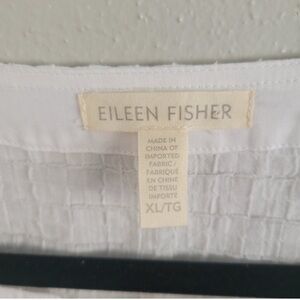 EILEEN FISHER
MADE IN
CHINA OF
IMPORTED
FABRIC /
FABRIQUÉ
EN CHINE
DE TISSU
IMPORTÉ
XL/TG